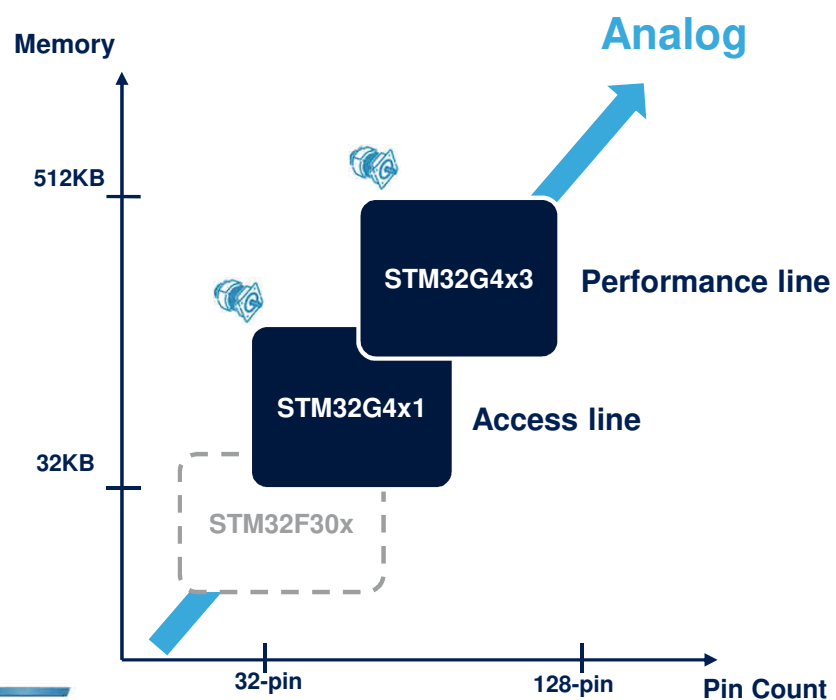 Analog
Memory
512KB
STM32G4x3
Performance line
STM32G4x1
Access line
32KB
STM32F30x
32-pin
128-pin
Pin Count